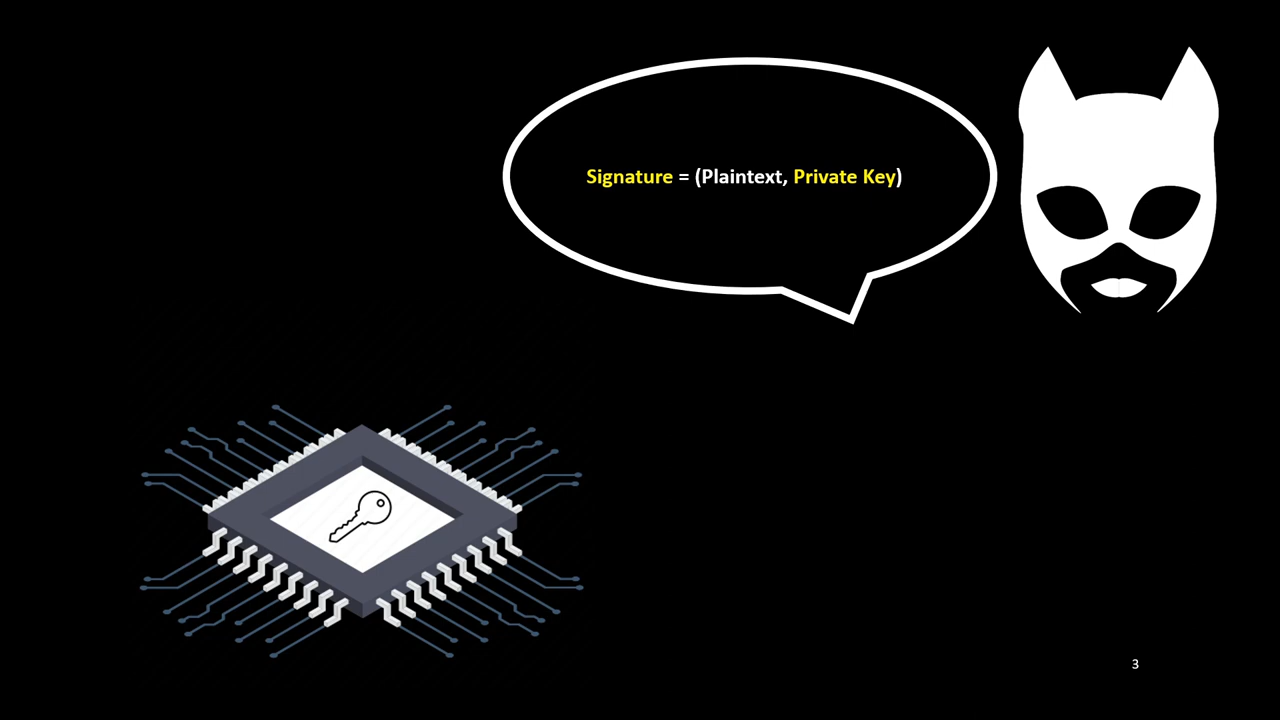 Signature = (Plaintext, Private Key)
3